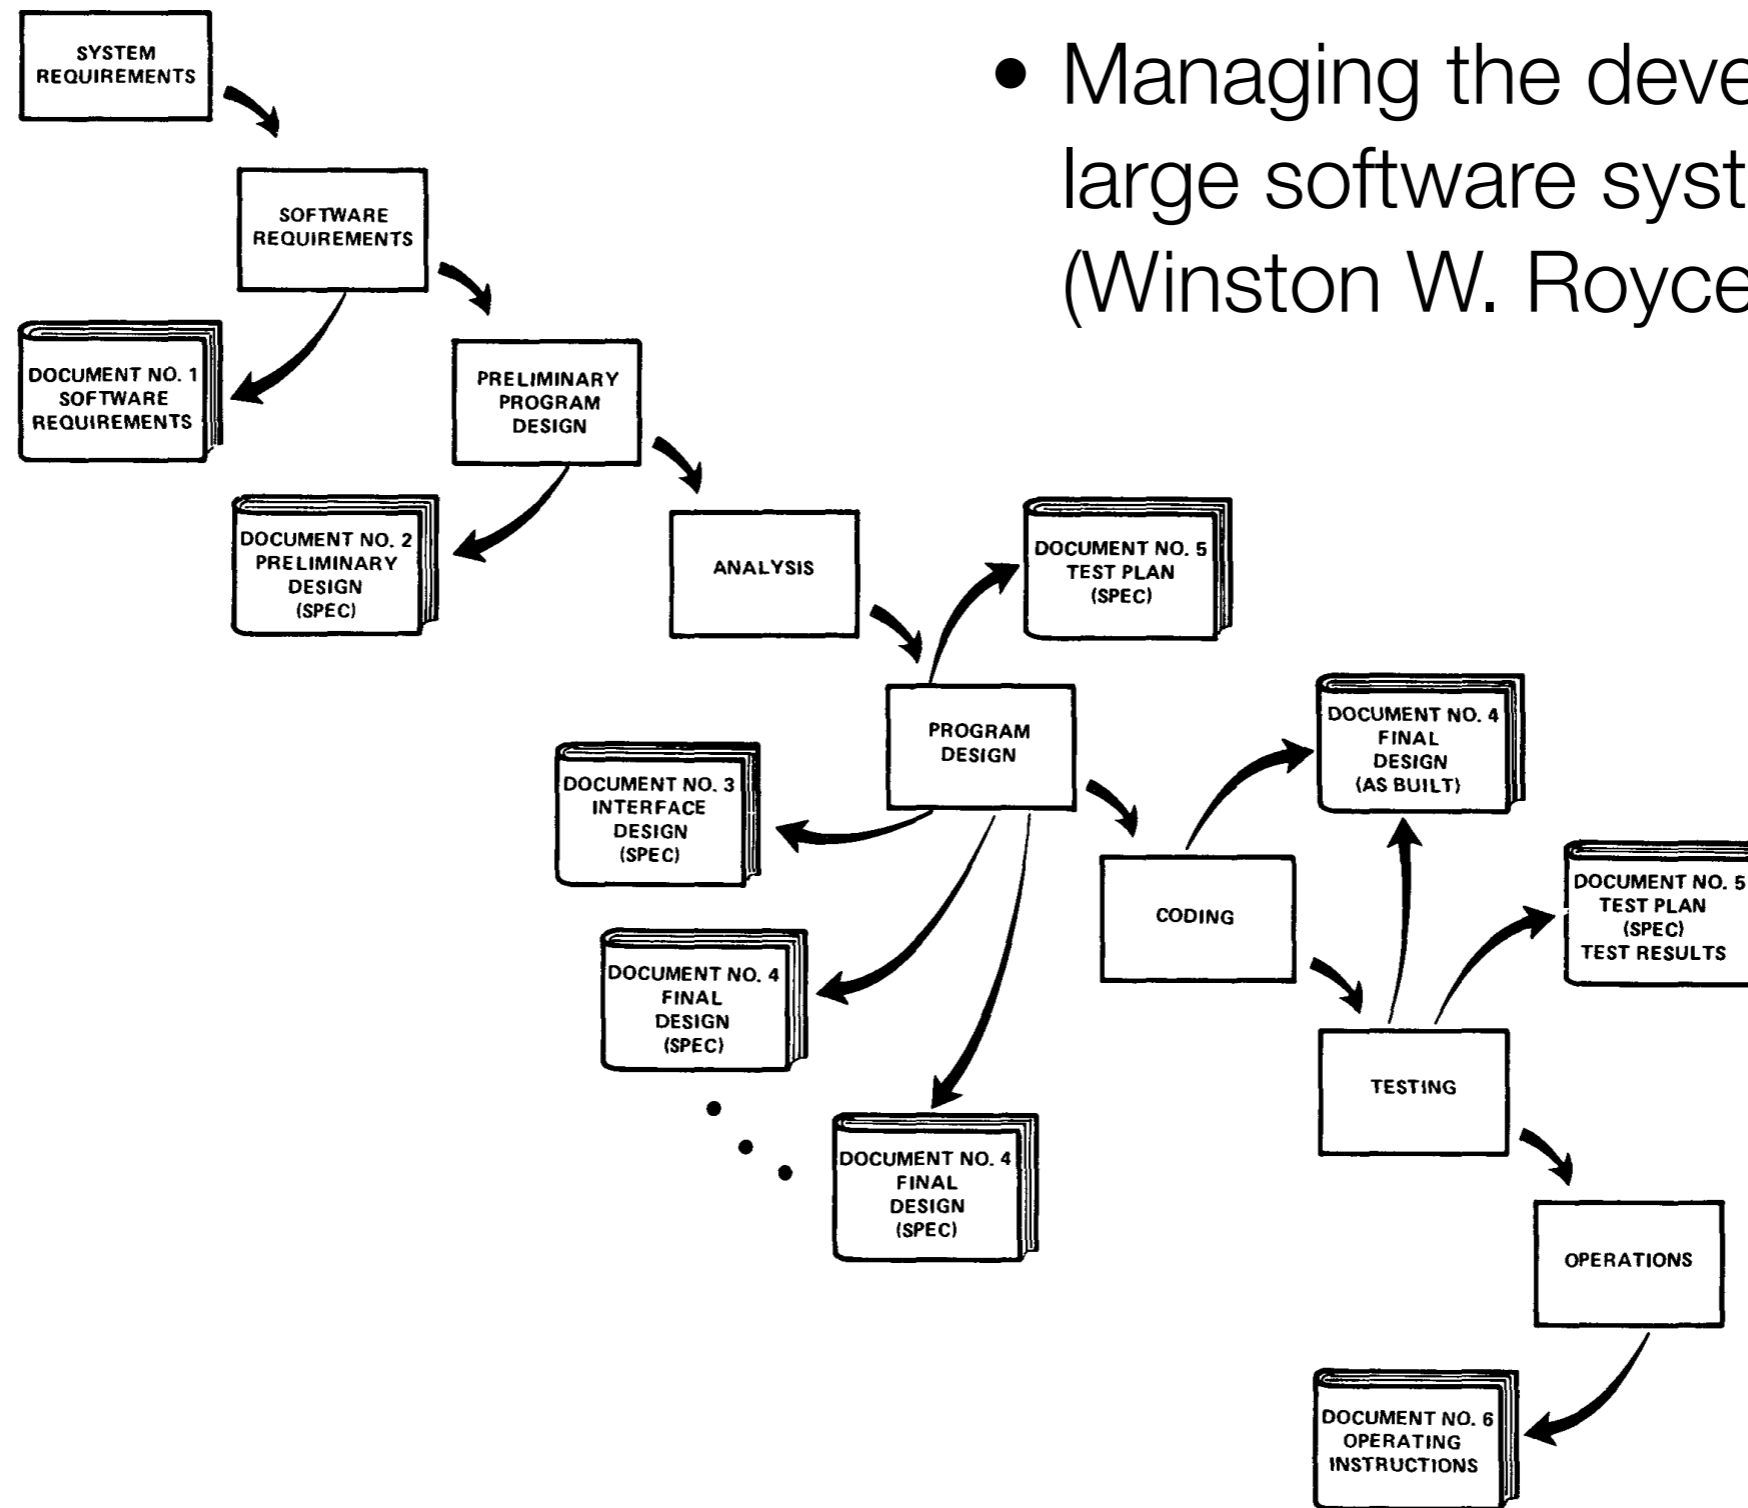 • Managing the deve
large software syst
(Winston W. Royce
SYSTEM
REQUIREMENTS
SOFTWARE
REQUIREMENTS
DOCUMENT NO. 1
SOFTWARE
REQUIREMENTS
PRELIMINARY
PROGRAM
DESIGN
DOCUMENT NO. 2
PRELIMINARY
DESIGN
(SPEC)
ANALYSIS
DOCUMENT NO. 5
TEST PLAN
(SPEC)
PROGRAM
DESIGN
DOCUMENT NO. 3
INTERFACE
DESIGN
(SPEC)
DOCUMENT NO. 4
FINAL
DESIGN
(AS BUILT)
CODING
DOCUMENT NO. 5
TEST PLAN
(SPEC)
TEST RESULTS
DOCUMENT NO. 4
FINAL
DESIGN
(SPEC)
TESTING
DOCUMENT NO. 4
FINAL
DESIGN
(SPEC)
OPERATIONS
DOCUMENT NO. 6
OPERATING
INSTRUCTIONS